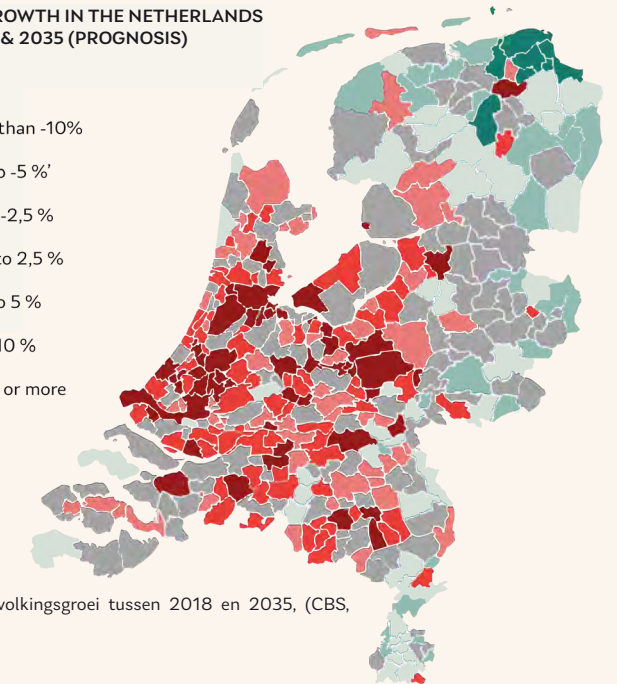 ROWTH IN THE NETHERLANDS
& 2035 (PROGNOSIS)
than -10%
o -5 %'
-2,5 %
to 2,5 %
o 5 %
10 %
or more
volkingsgroei tussen 2018 en 2035, (CBS,